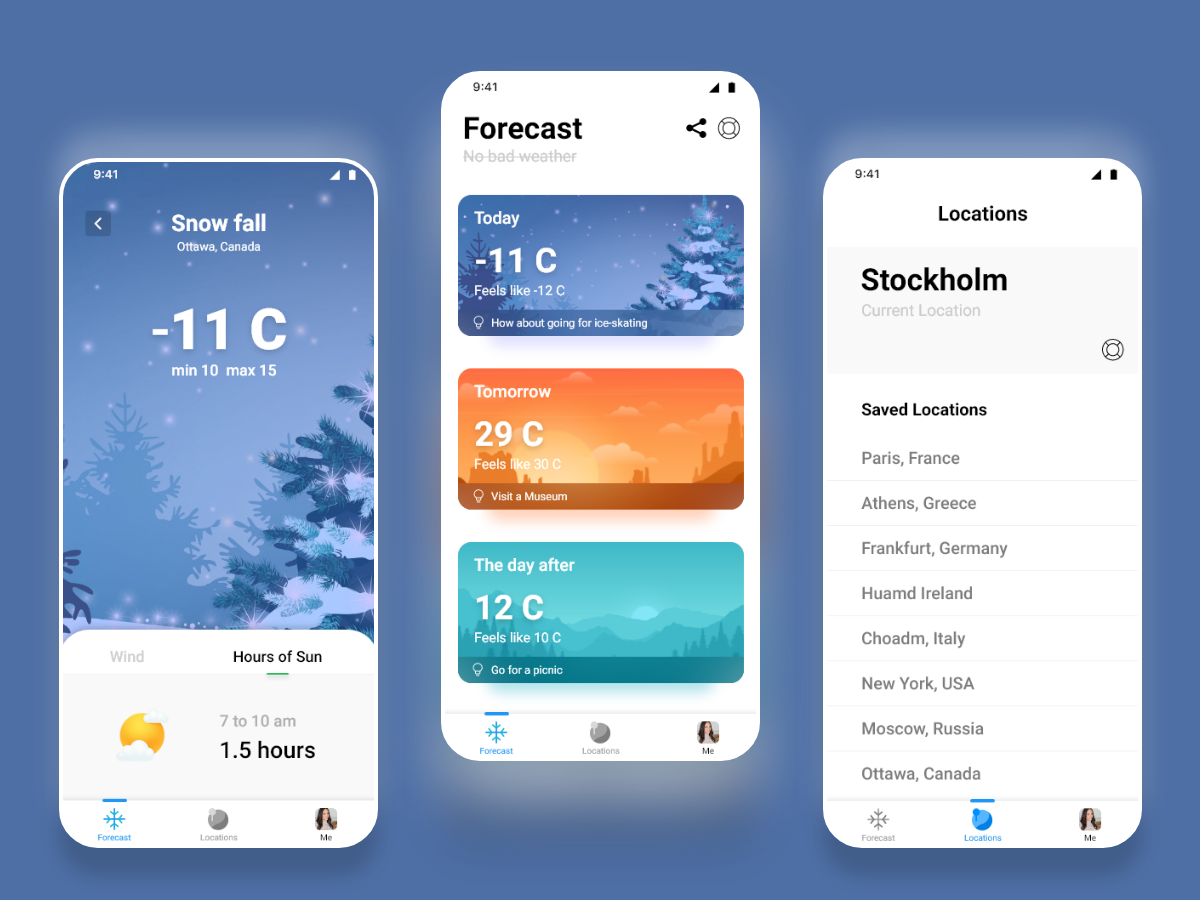 9:41
Snow fall
Ottawa, Canada
-11 C
min 10 max 15
Wind
Hours of Sun
7 to 10 am
1.5 hours
Forecast
Locations
Me
9:41
Forecast
No bad weather
Today
-11 C
Feels like -12 C
How about going for ice-skating
Tomorrow
29 C
Feels like 30 C
Visit a Museum
The day after
12 C
Feels like 10 C
Go for a picnic
Forecast
Locations
Me
9:41
Locations
Stockholm
Current Location
Saved Locations
Paris, France
Athens, Greece
Frankfurt, Germany
Huamd Ireland
Choadm, Italy
New York, USA
Moscow, Russia
Ottawa, Canada
Forecast
Locations
Me